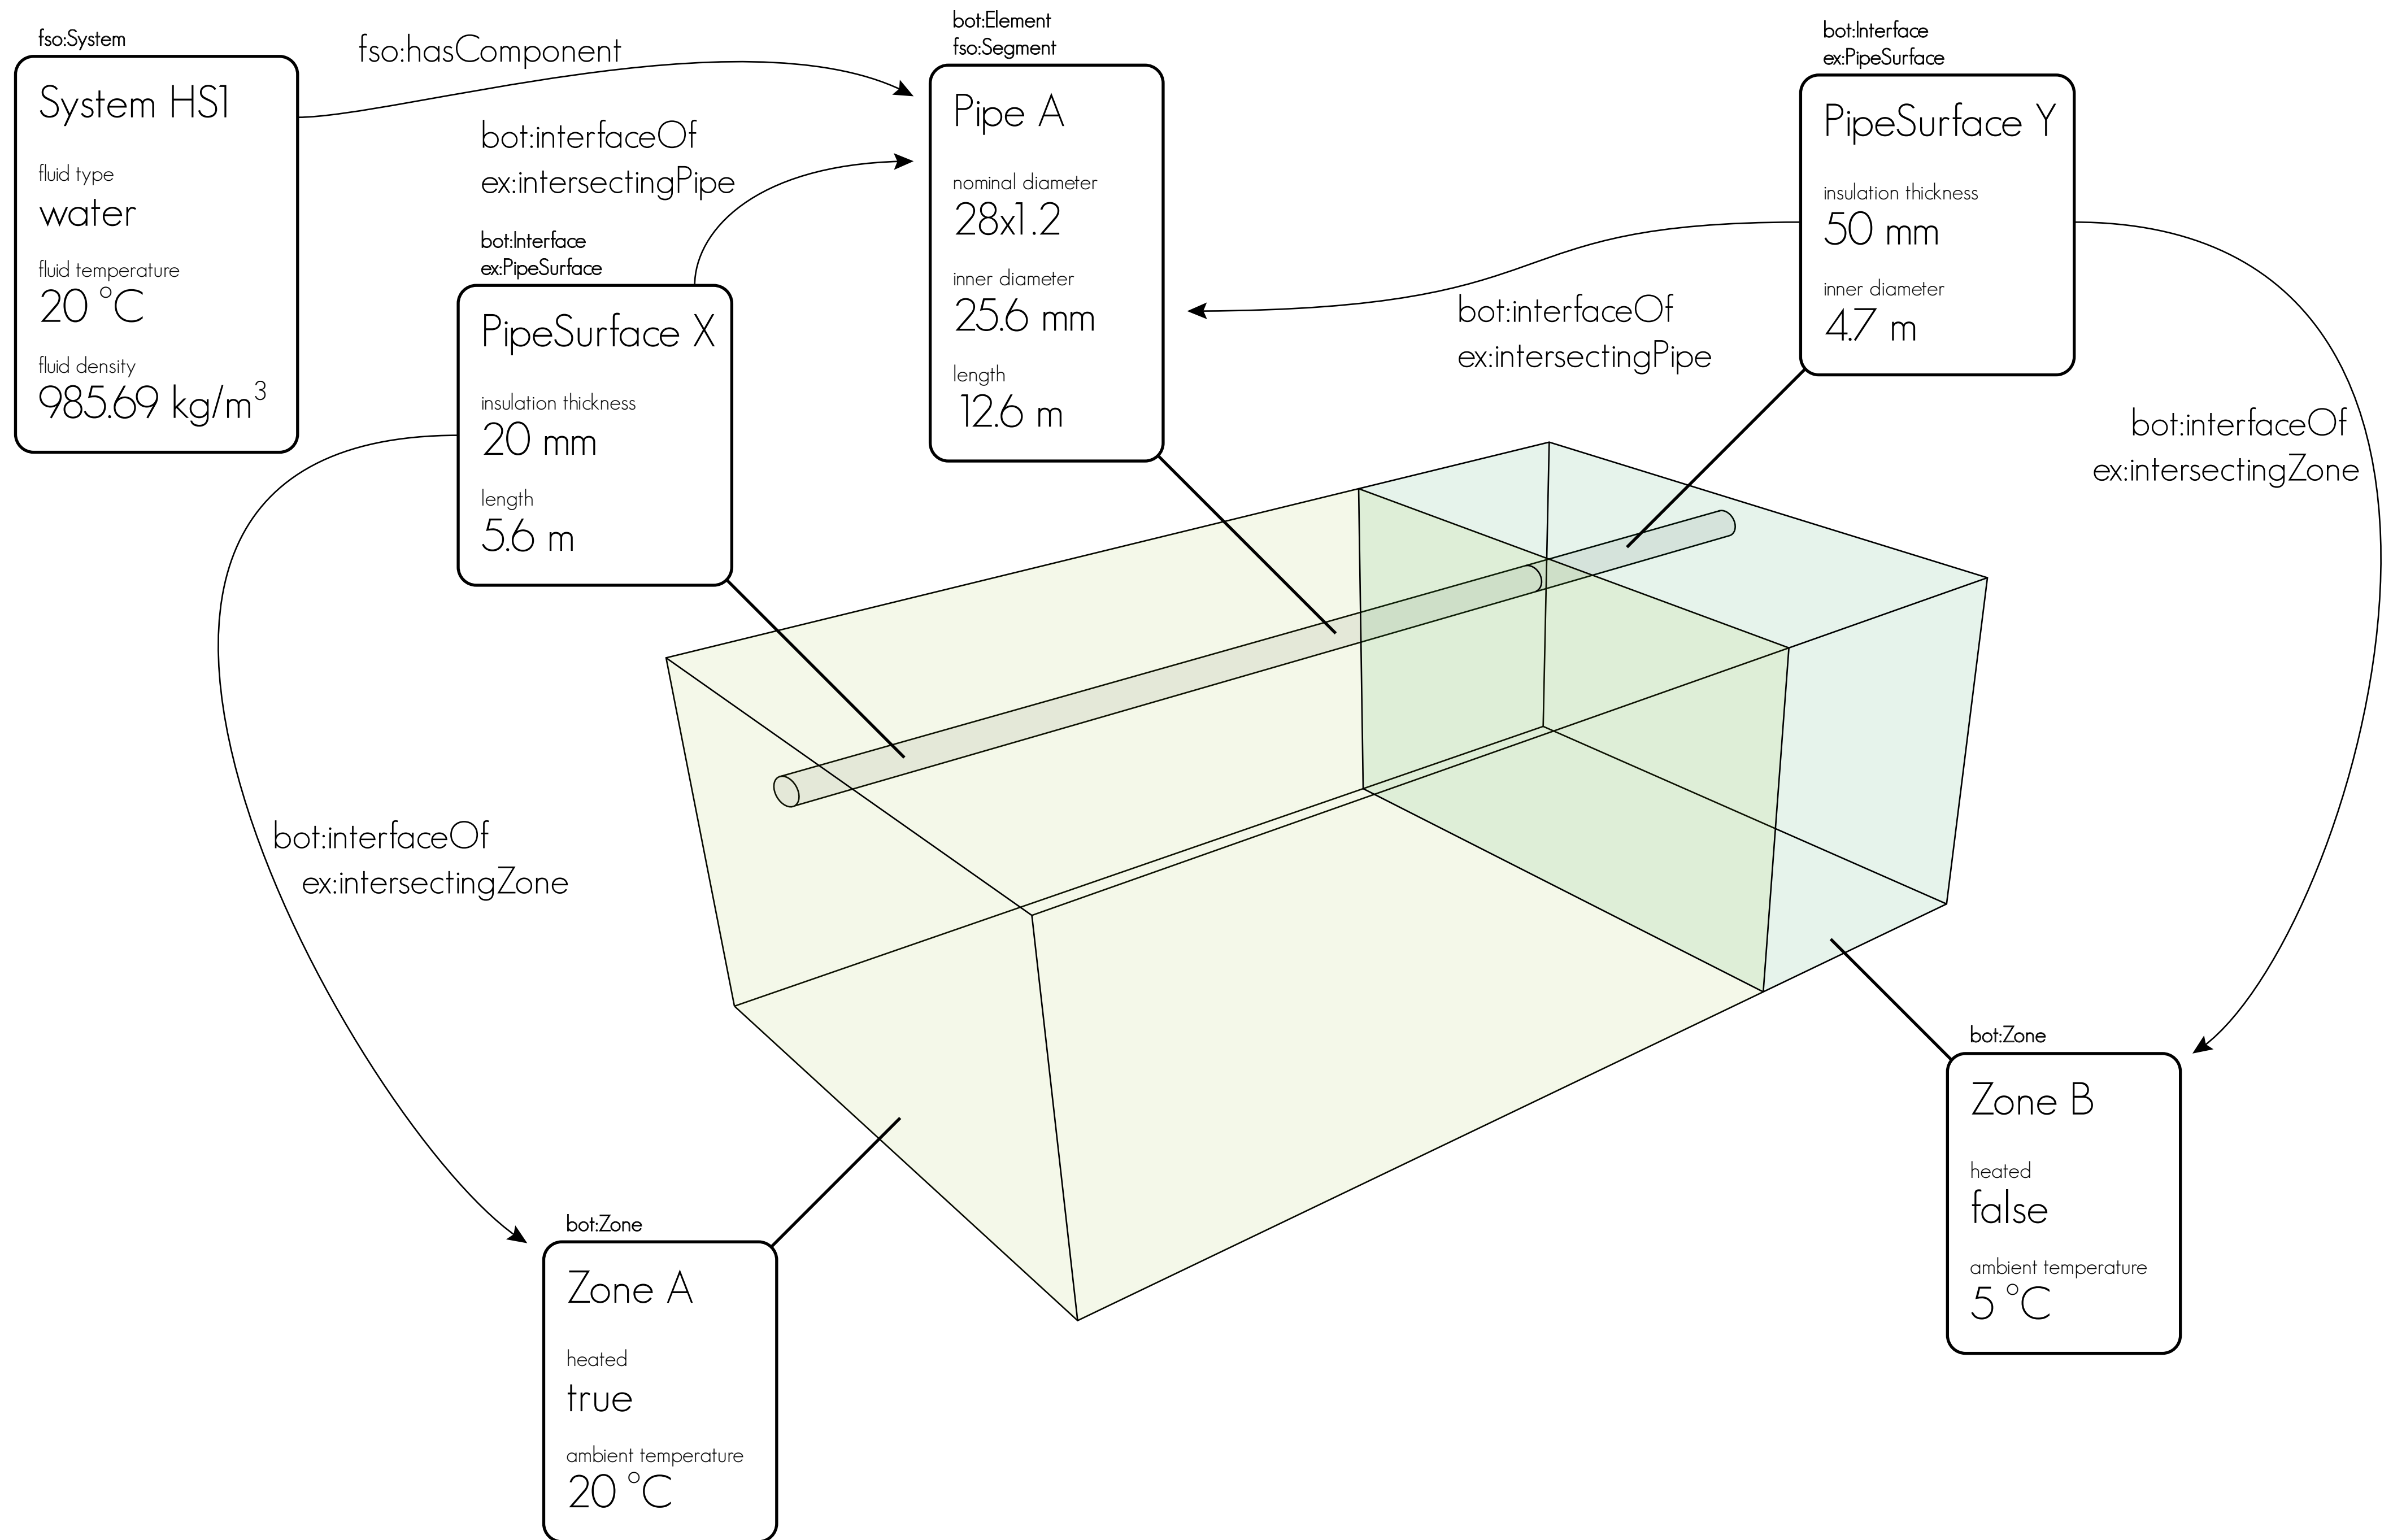 fso:System
System HS1
fluid type
water
fluid temperature
20 °C
fluid density
985.69 kg/m³
fso:hasComponent
bot:interfaceOf
ex:intersectingPipe
bot:Interface
ex:PipeSurface
PipeSurface X
insulation thickness
20 mm
length
5.6 m
bot:Element
fso:Segment
Pipe A
nominal diameter
28x1.2
inner diameter
25.6 mm
length
12.6 m
bot:Interface
ex:PipeSurface
PipeSurface Y
insulation thickness
50 mm
inner diameter
4.7 m
bot:interfaceOf
ex:intersectingPipe
bot:interfaceOf
ex:intersectingZone
bot:interfaceOf
ex:intersectingZone
bot:Zone
Zone A
heated
true
ambient temperature
20 °C
bot:Zone
Zone B
heated
false
ambient temperature
5 °C